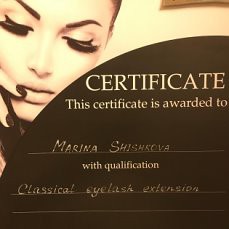 CERTIFICATE
This certificate is awarded to
MARINA SHISHKOVA
with qualification
Classical eyelash extension